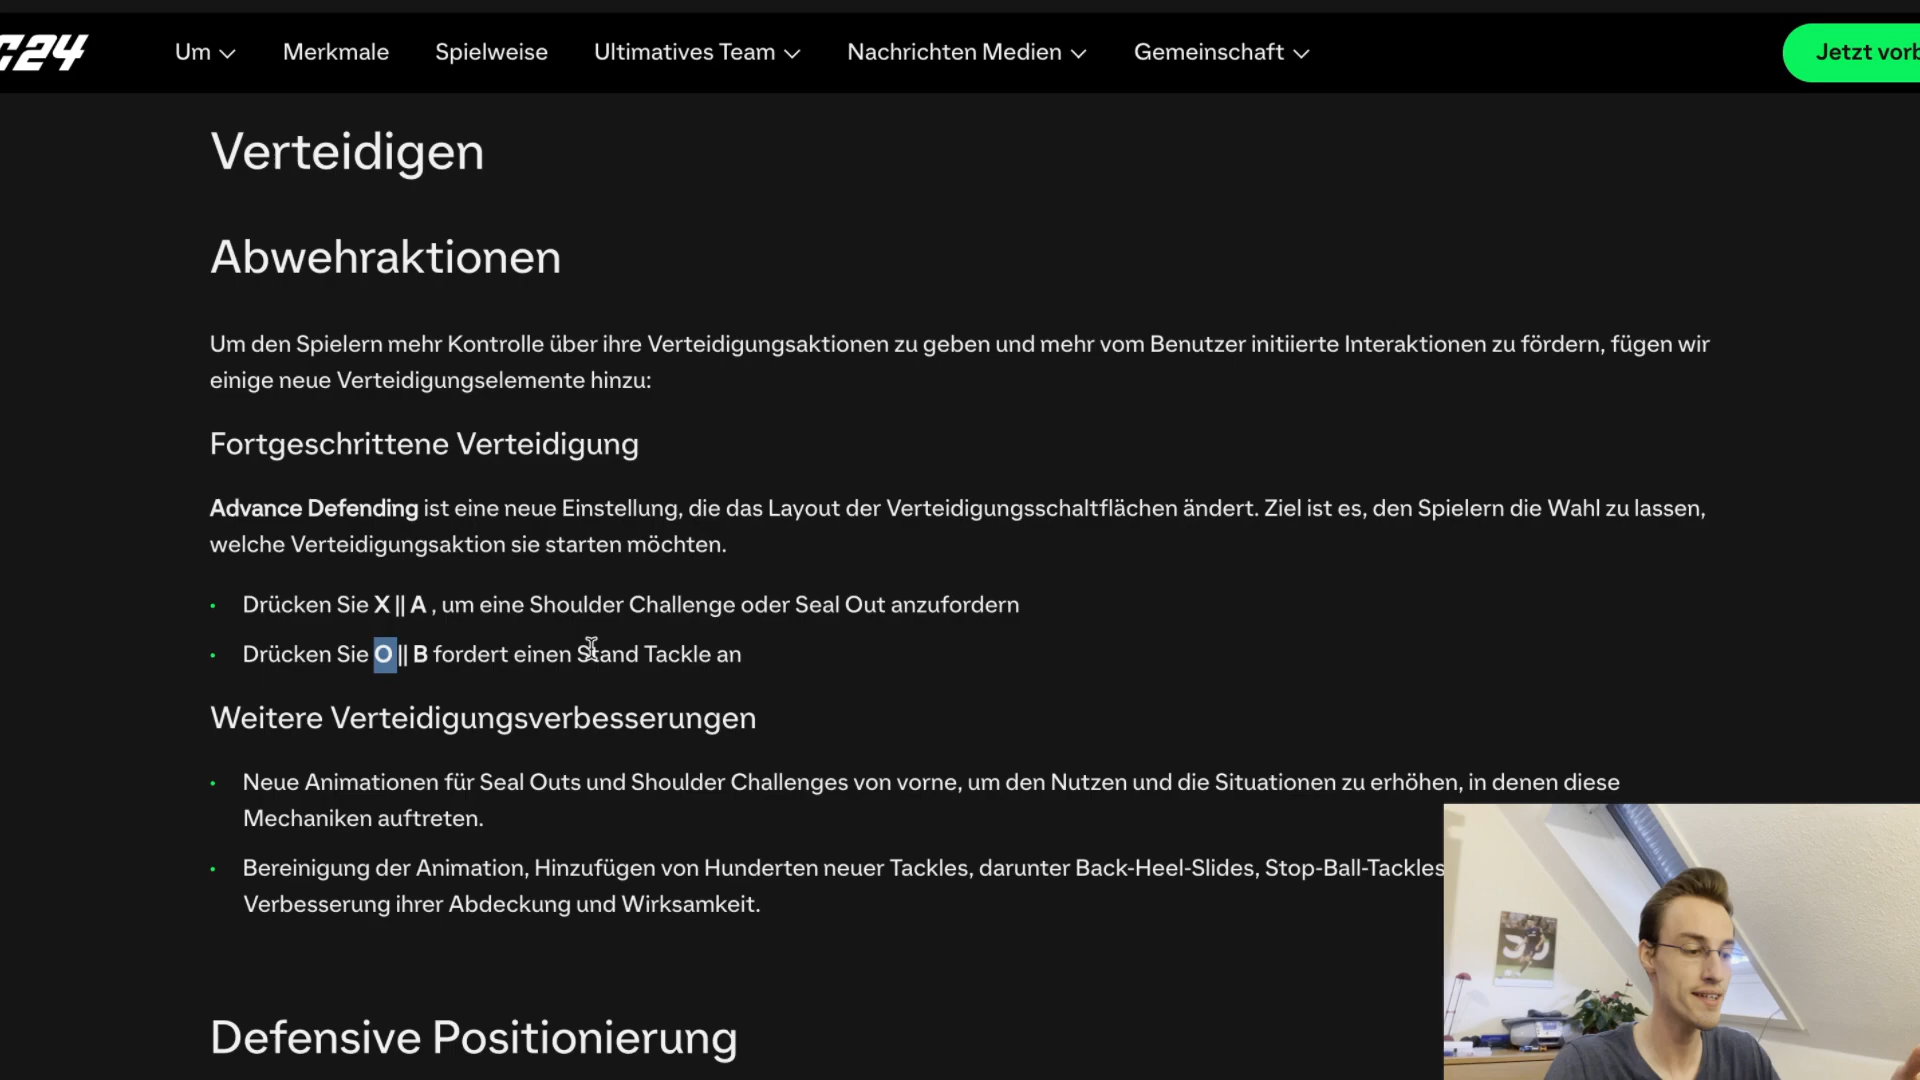 24
Um
Merkmale
Spielweise
Ultimatives Team
Nachrichten Medien
Gemeinschaft
Jetzt vorb
Verteidigen
Abwehraktionen
Um den Spielern mehr Kontrolle über ihre Verteidigungsaktionen zu geben und mehr vom Benutzer initiierte Interaktionen zu fördern, fügen wir
einige neue Verteidigungselemente hinzu:
Fortgeschrittene Verteidigung
Advance Defending ist eine neue Einstellung, die das Layout der Verteidigungsschaltflächen ändert. Ziel ist es, den Spielern die Wahl zu lassen,
welche Verteidigungsaktion sie starten möchten.
• Drücken Sie X || A , um eine Shoulder Challenge oder Seal Out anzufordern
• Drücken Sie O || B fordert einen Stand Tackle an
Weitere Verteidigungsverbesserungen
• Neue Animationen für Seal Outs und Shoulder Challenges von vorne, um den Nutzen und die Situationen zu erhöhen, in denen diese
Mechaniken auftreten.
• Bereinigung der Animation, Hinzufügen von Hunderten neuer Tackles, darunter Back-Heel-Slides, Stop-Ball-Tackles
Verbesserung ihrer Abdeckung und Wirksamkeit.
Defensive Positionierung